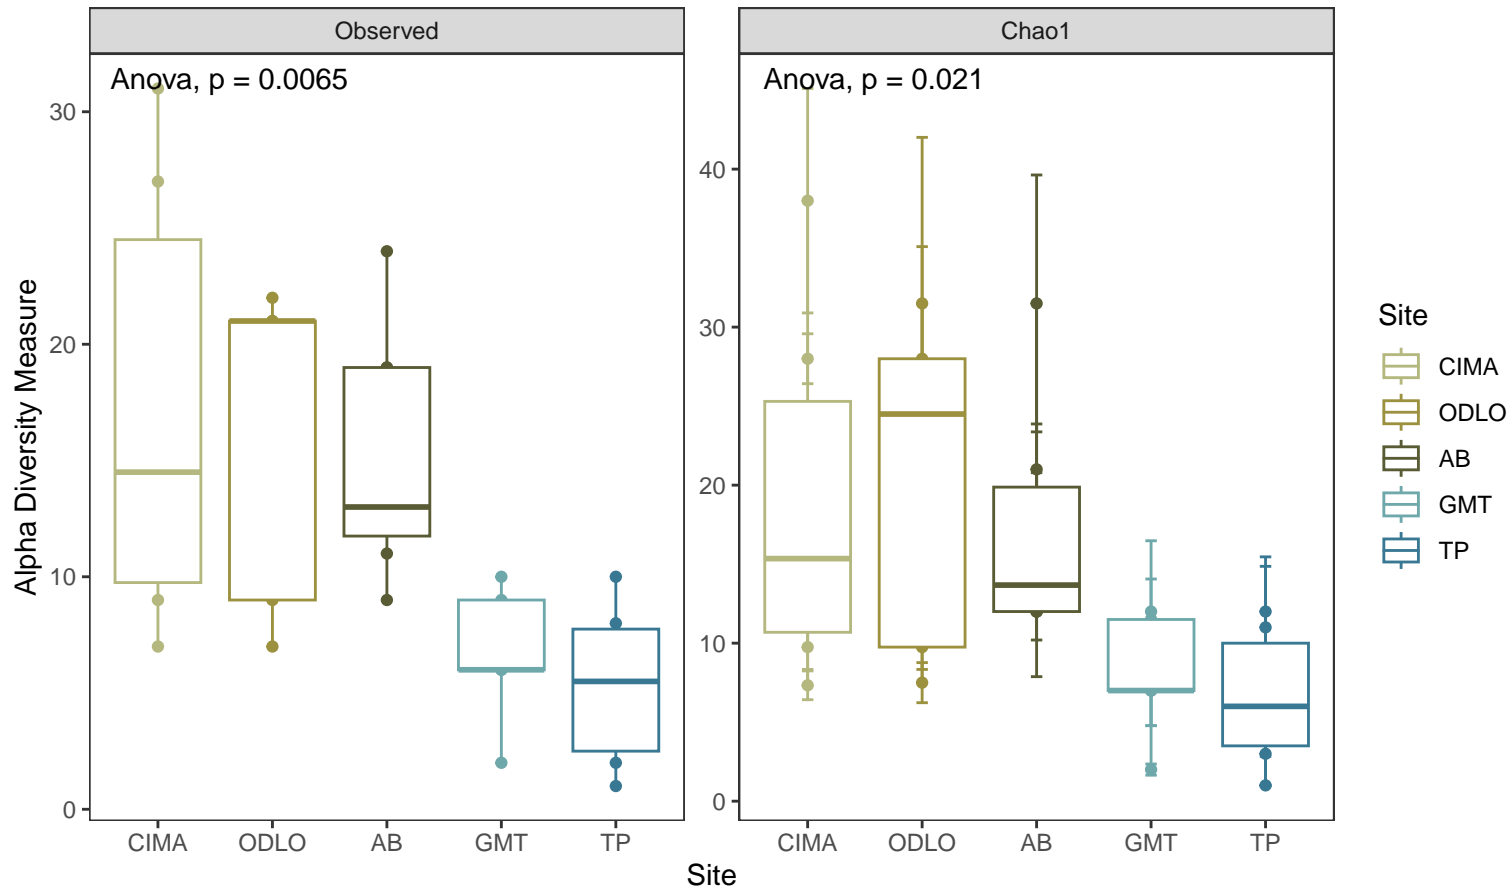 Observed
Chao1
Anova, p = 0.0065
Anova, p = 0.021
30
20
10
0
40
30
20
10
0
Alpha Diversity Measure
CIMA ODLO AB GMT TP
CIMA ODLO AB GMT TP
Site
Site
CIMA
ODLO
AB
GMT
TP